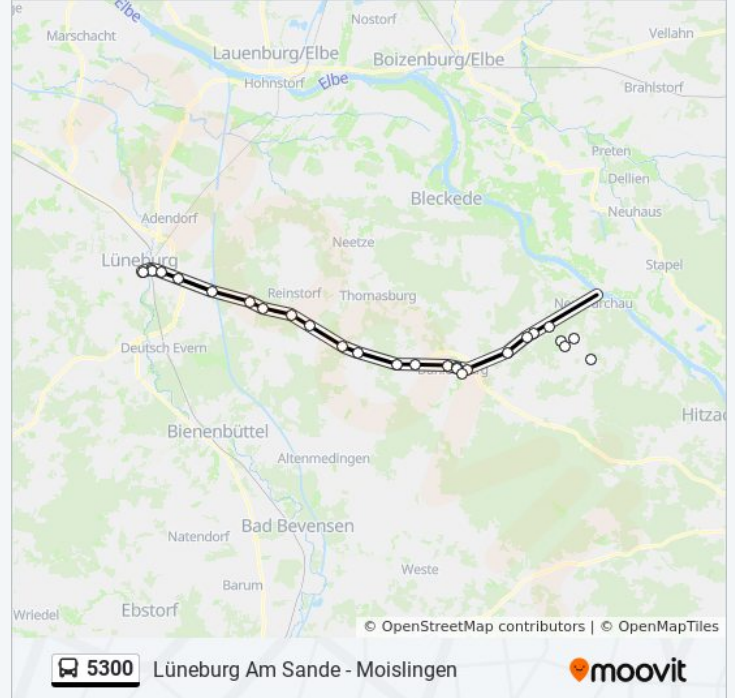 Elbe
Nostorf
Marschacht
Vellahn
Lauenburg/Elbe
Boizenburg/Elbe
Hohnstorf
Elbe
Brahlstorf
Preten
Dellien
Bleckede
Neuhaus
Adendorf
Neetze
Lüneburg
Stapel
Reinstorf
Thomasburg
Deutsch Evern
Hitzac
Bienenbüttel
Altenmedingen
Bad Bevensen
Natendorf
Weste
Barum
Ebstorf
Wriedel
© OpenStreetMap contributors | © OpenMapTiles
5300 Lüneburg Am Sande - Moislingen
moovit